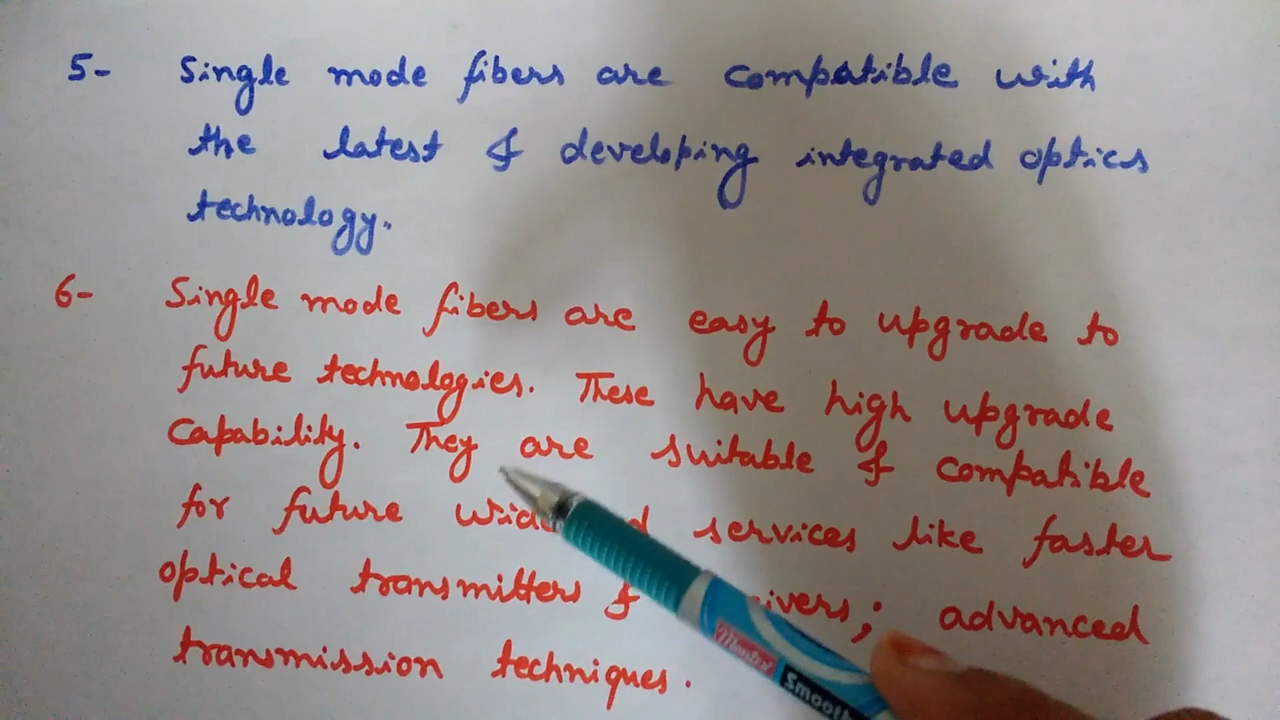 5- Single mode fibers are compatible with
the latest & developing integrated optics
technology.
6- Single mode fibers are easy to upgrade to
future technologies. These have high upgrade
capability. They are suitable & compatible
for future services like faster
optical transmitters & ; advanced
transmission techniques.
Montex
Smooth